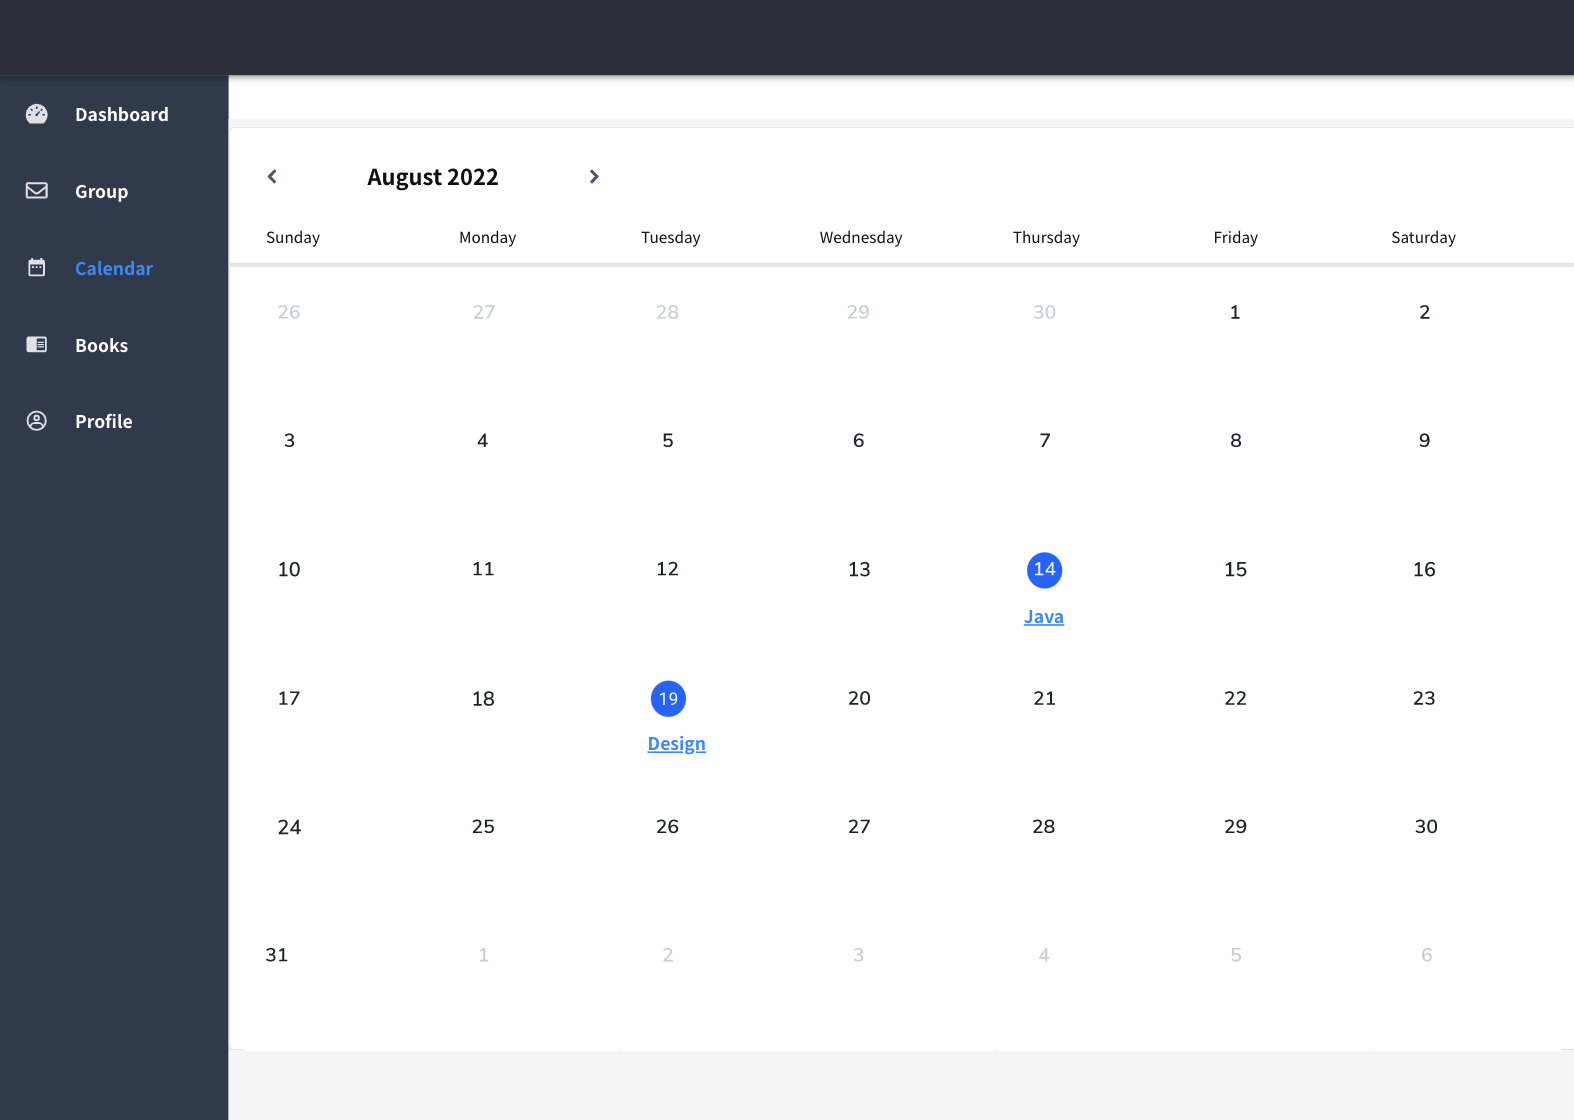 Dashboard
Group
Calendar
Books
Profile
August 2022
Sunday Monday Tuesday Wednesday Thursday Friday Saturday
26 27 28 29 30 1 2
3 4 5 6 7 8 9
10 11 12 13 14 15 16
Java
17 18 19 20 21 22 23
Design
24 25 26 27 28 29 30
31 1 2 3 4 5 6